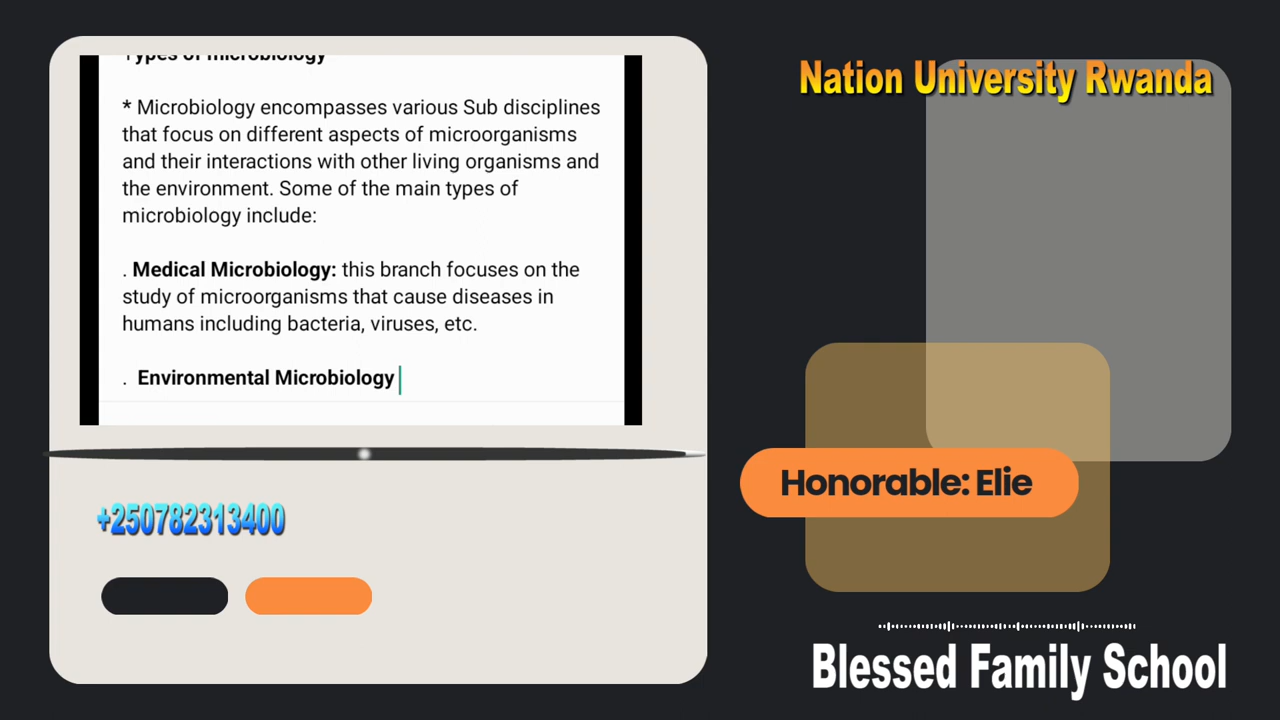 Types of microbiology
* Microbiology encompasses various Sub disciplines
that focus on different aspects of microorganisms
and their interactions with other living organisms and
the environment. Some of the main types of
microbiology include:
. Medical Microbiology: this branch focuses on the
study of microorganisms that cause diseases in
humans including bacteria, viruses, etc.
. Environmental Microbiology
+250782313400
Nation University Rwanda
Honorable: Elie
Blessed Family School